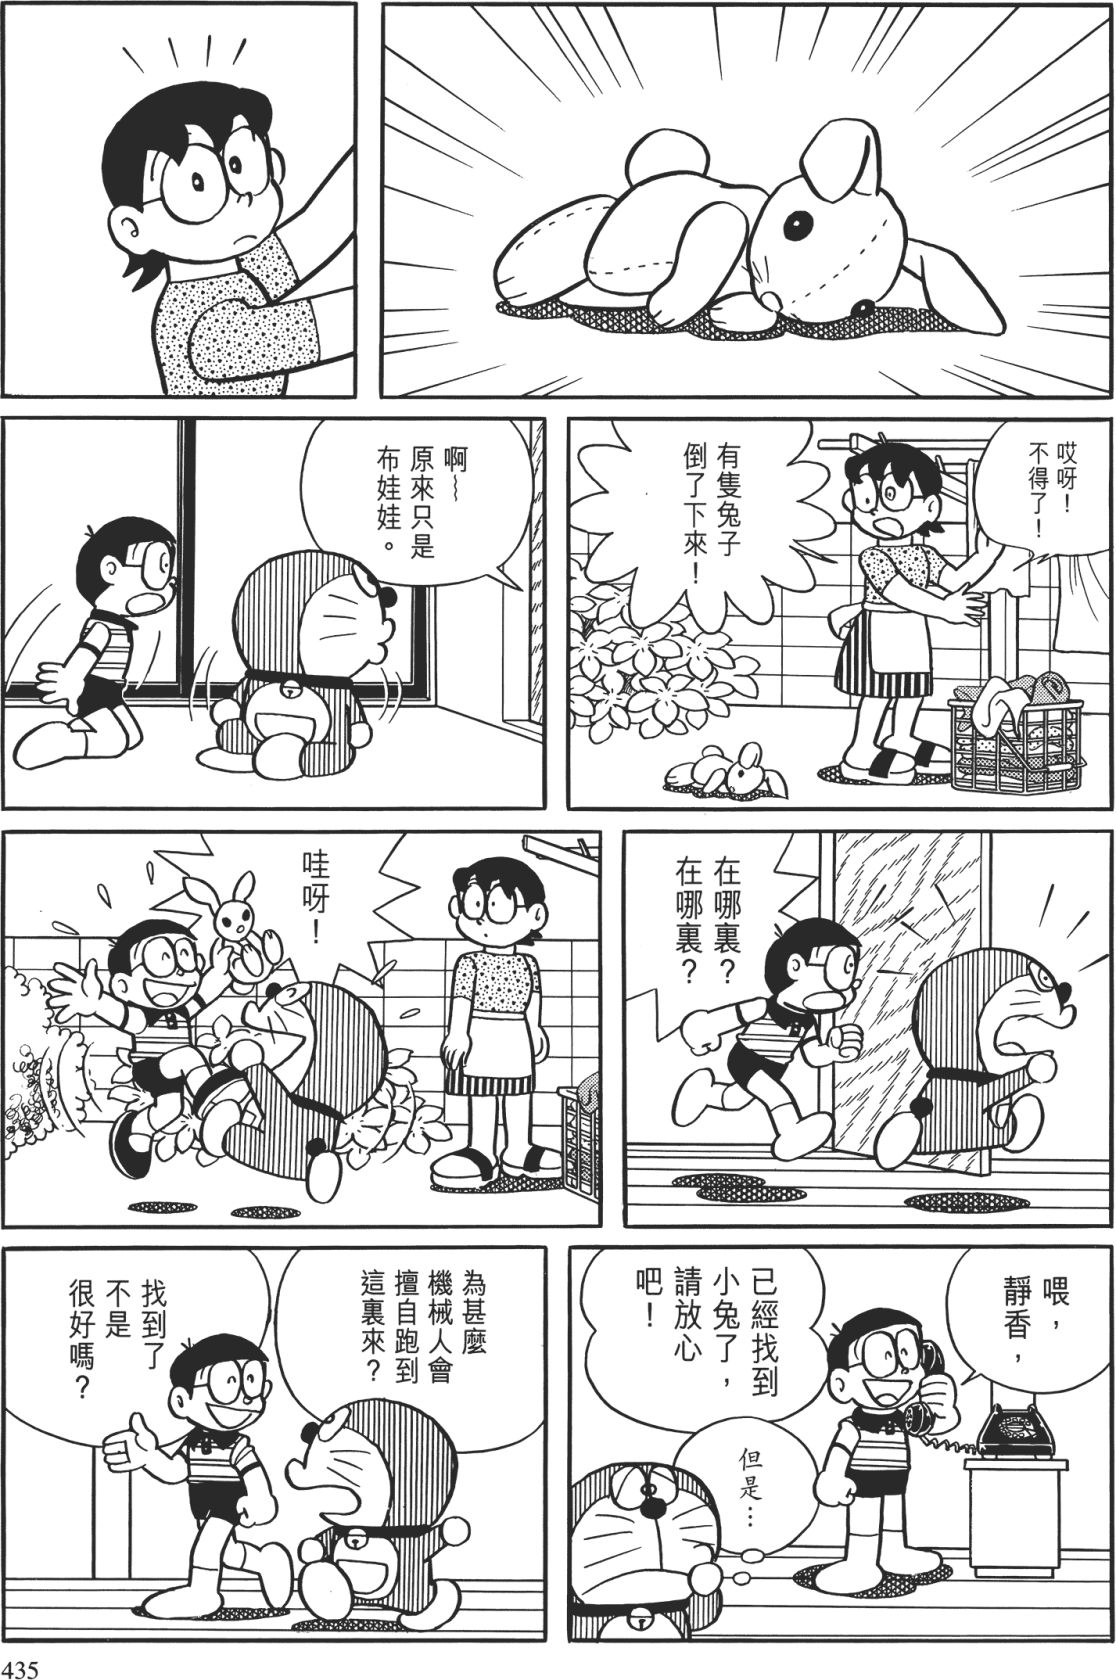 哎呀！
不得了！
有隻兔子
倒了下來！
啊～
原來只是
布娃娃。
在哪裏？
在哪裏？
哇呀！
喂，
靜香，
已經找到
小兔了，
請放心
吧！
但是…
為甚麼
機械人會
擅自跑到
這裏來？
找到了
不是
很好嗎？
435